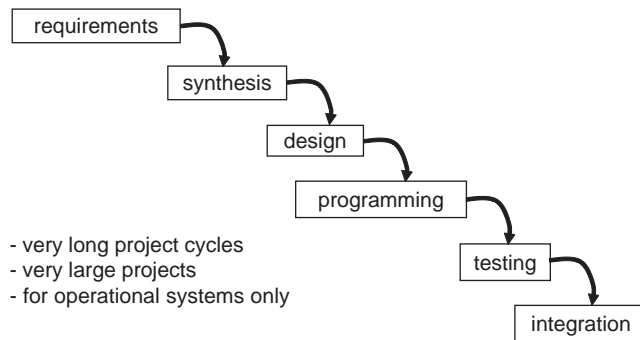 requirements
synthesis
design
programming
- very long project cycles
- very large projects
- for operational systems only
testing
integration